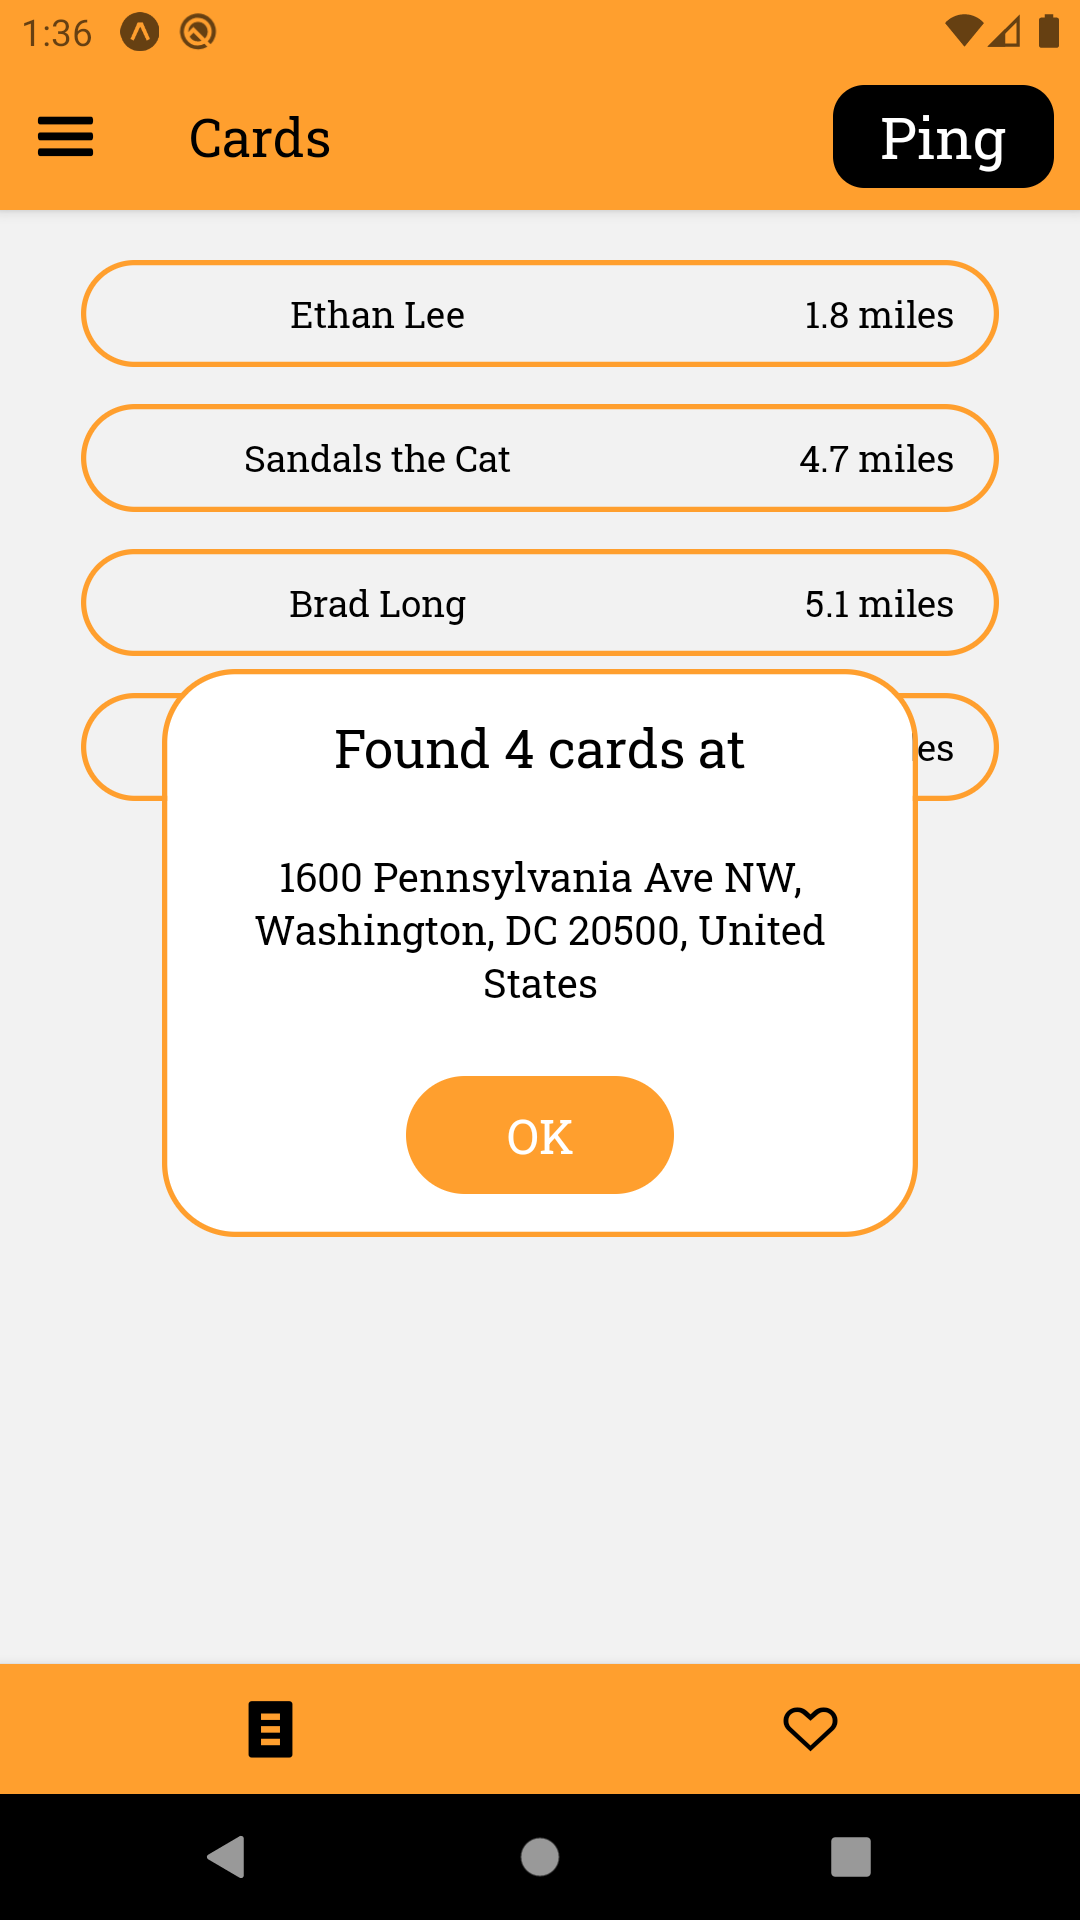 1:36
Cards
Ping
Ethan Lee 1.8 miles
Sandals the Cat 4.7 miles
Brad Long 5.1 miles
es
Found 4 cards at
1600 Pennsylvania Ave NW,
Washington, DC 20500, United
States
OK